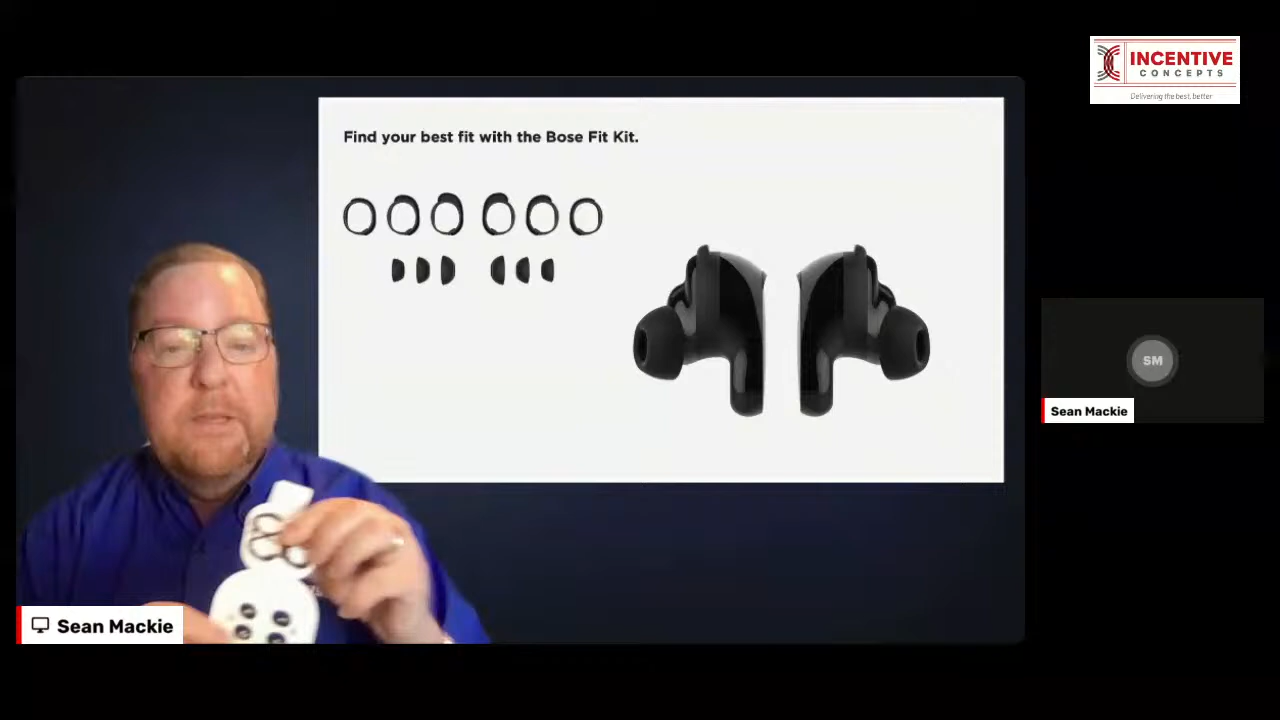 INCENTIVE
CONCEPTS
Delivering the best, better
Find your best fit with the Bose Fit Kit.
SM
Sean Mackie
Sean Mackie